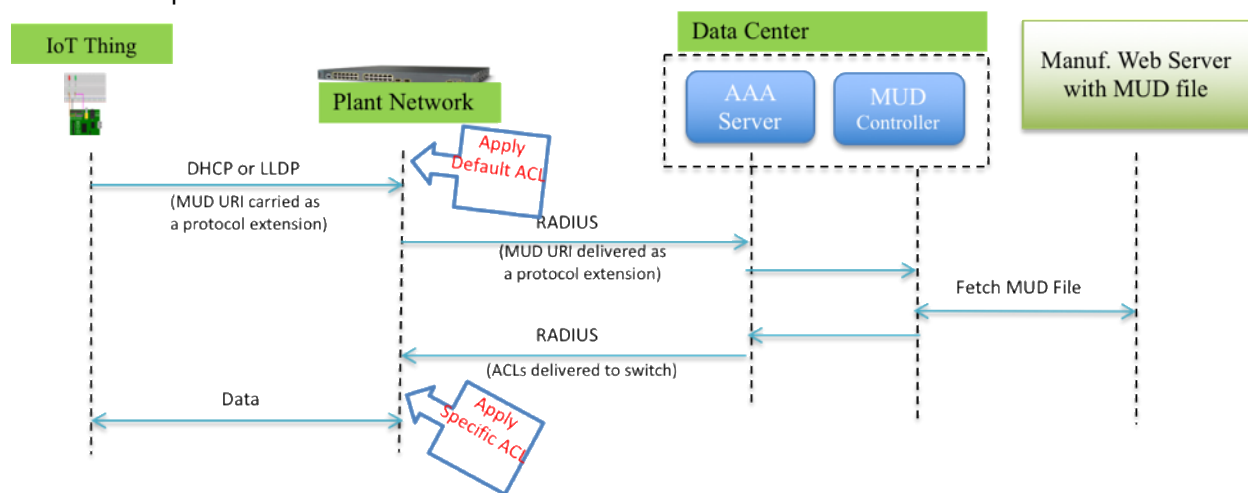 IoT Thing
Plant Network
Data Center
AAA
Server
MUD
Controller
Manuf. Web Server
with MUD file
Apply
Default ACL
DHCP or LLDP
(MUD URI carried as
a protocol extension)
RADIUS
(MUD URI delivered as
a protocol extension)
Fetch MUD File
RADIUS
(ACLs delivered to switch)
Data
Apply
Specific ACL